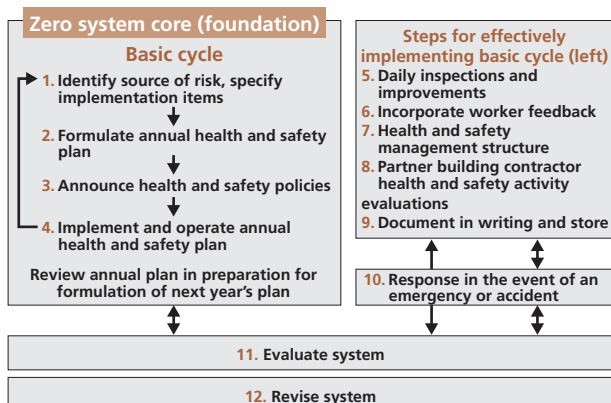 Zero system core (foundation)
Basic cycle
1. Identify source of risk, specify
implementation items
2. Formulate annual health and safety
plan
3. Announce health and safety policies
4. Implement and operate annual
health and safety plan
Review annual plan in preparation for
formulation of next year's plan
Steps for effectively
implementing basic cycle (left)
5. Daily inspections and
improvements
6. Incorporate worker feedback
7. Health and safety
management structure
8. Partner building contractor
health and safety activity
evaluations
9. Document in writing and store
10. Response in the event of an
emergency or accident
11. Evaluate system
12. Revise system